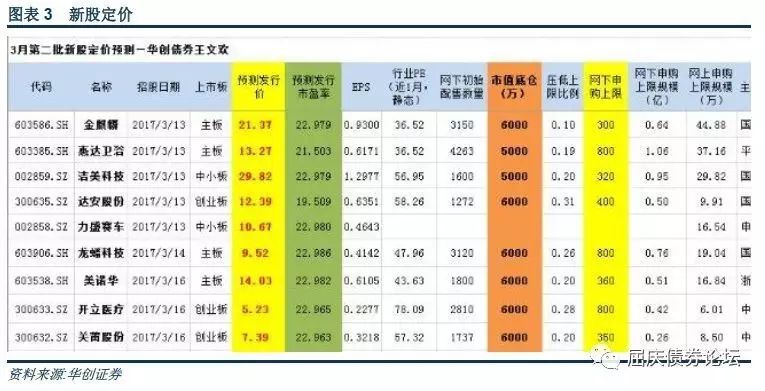 图表 3 新股定价
3月第二批新股定价预测-华创债券王文欢
代码 名称 招股日期 上市板 预测发行价 预测发行市盈率 EPS 行业PE(近1月,静态) 网下初始配售数量 市值底仓(万) 压低上限比例 网下申购上限 网下申购上限规模(亿) 网上申购上限规模(万) 主
603586.SH 金麒麟 2017/3/13 主板 21.37 22.979 0.9300 36.52 3150 6000 0.10 300 0.64 44.88 国
603385.SH 惠达卫浴 2017/3/13 主板 13.27 21.503 0.6171 36.52 4263 5000 0.19 800 1.06 37.16 平
002859.SZ 洁美科技 2017/3/13 中小板 29.82 22.979 1.2977 56.95 1600 5000 0.20 320 0.95 29.82 国
300635.SZ 达安股份 2017/3/13 创业板 12.39 19.509 0.6351 58.26 1272 6000 0.31 400 0.50 9.91 国
002858.SZ 力盛赛车 2017/3/13 中小板 10.67 22.980 0.4643 16.54 申
603906.SH 龙蟠科技 2017/3/14 主板 9.52 22.986 0.4142 47.96 3120 6000 0.26 800 0.76 19.04 国
603538.SH 美诺华 2017/3/16 主板 14.03 22.982 0.6105 43.63 1800 6000 0.20 360 0.51 16.84 浙
300633.SZ 开立医疗 2017/3/16 创业板 5.23 22.965 0.2277 78.09 2810 6000 0.28 800 0.42 6.01 中
300632.SZ 光莆股份 2017/3/16 创业板 7.39 22.963 0.3218 57.32 1737 6000 0.20 350 0.26 8.50 中
屈庆债券论坛
资料来源:华创证券